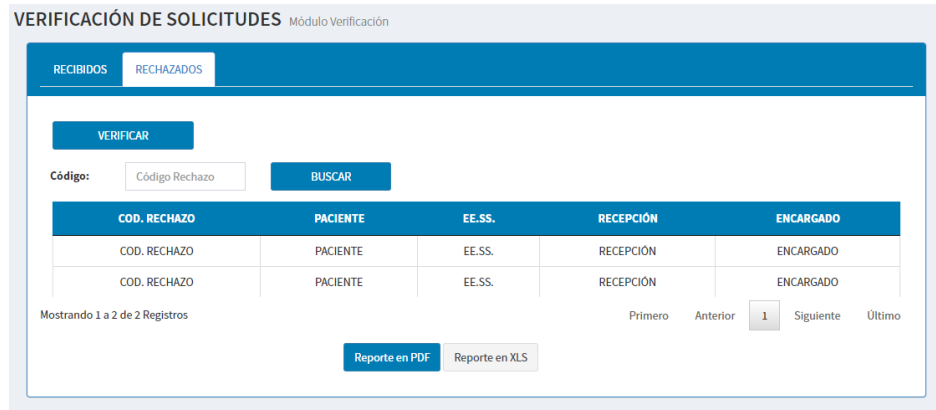 VERIFICACIÓN DE SOLICITUDES Módulo Verificación
RECIBIDOS RECHAZADOS
VERIFICAR
Código: Código Rechazo BUSCAR
COD. RECHAZO PACIENTE EE.SS. RECEPCIÓN ENCARGADO
COD. RECHAZO PACIENTE EE.SS. RECEPCIÓN ENCARGADO
COD. RECHAZO PACIENTE EE.SS. RECEPCIÓN ENCARGADO
Mostrando 1 a 2 de 2 Registros Primero Anterior 1 Siguiente Último
Reporte en PDF Reporte en XLS